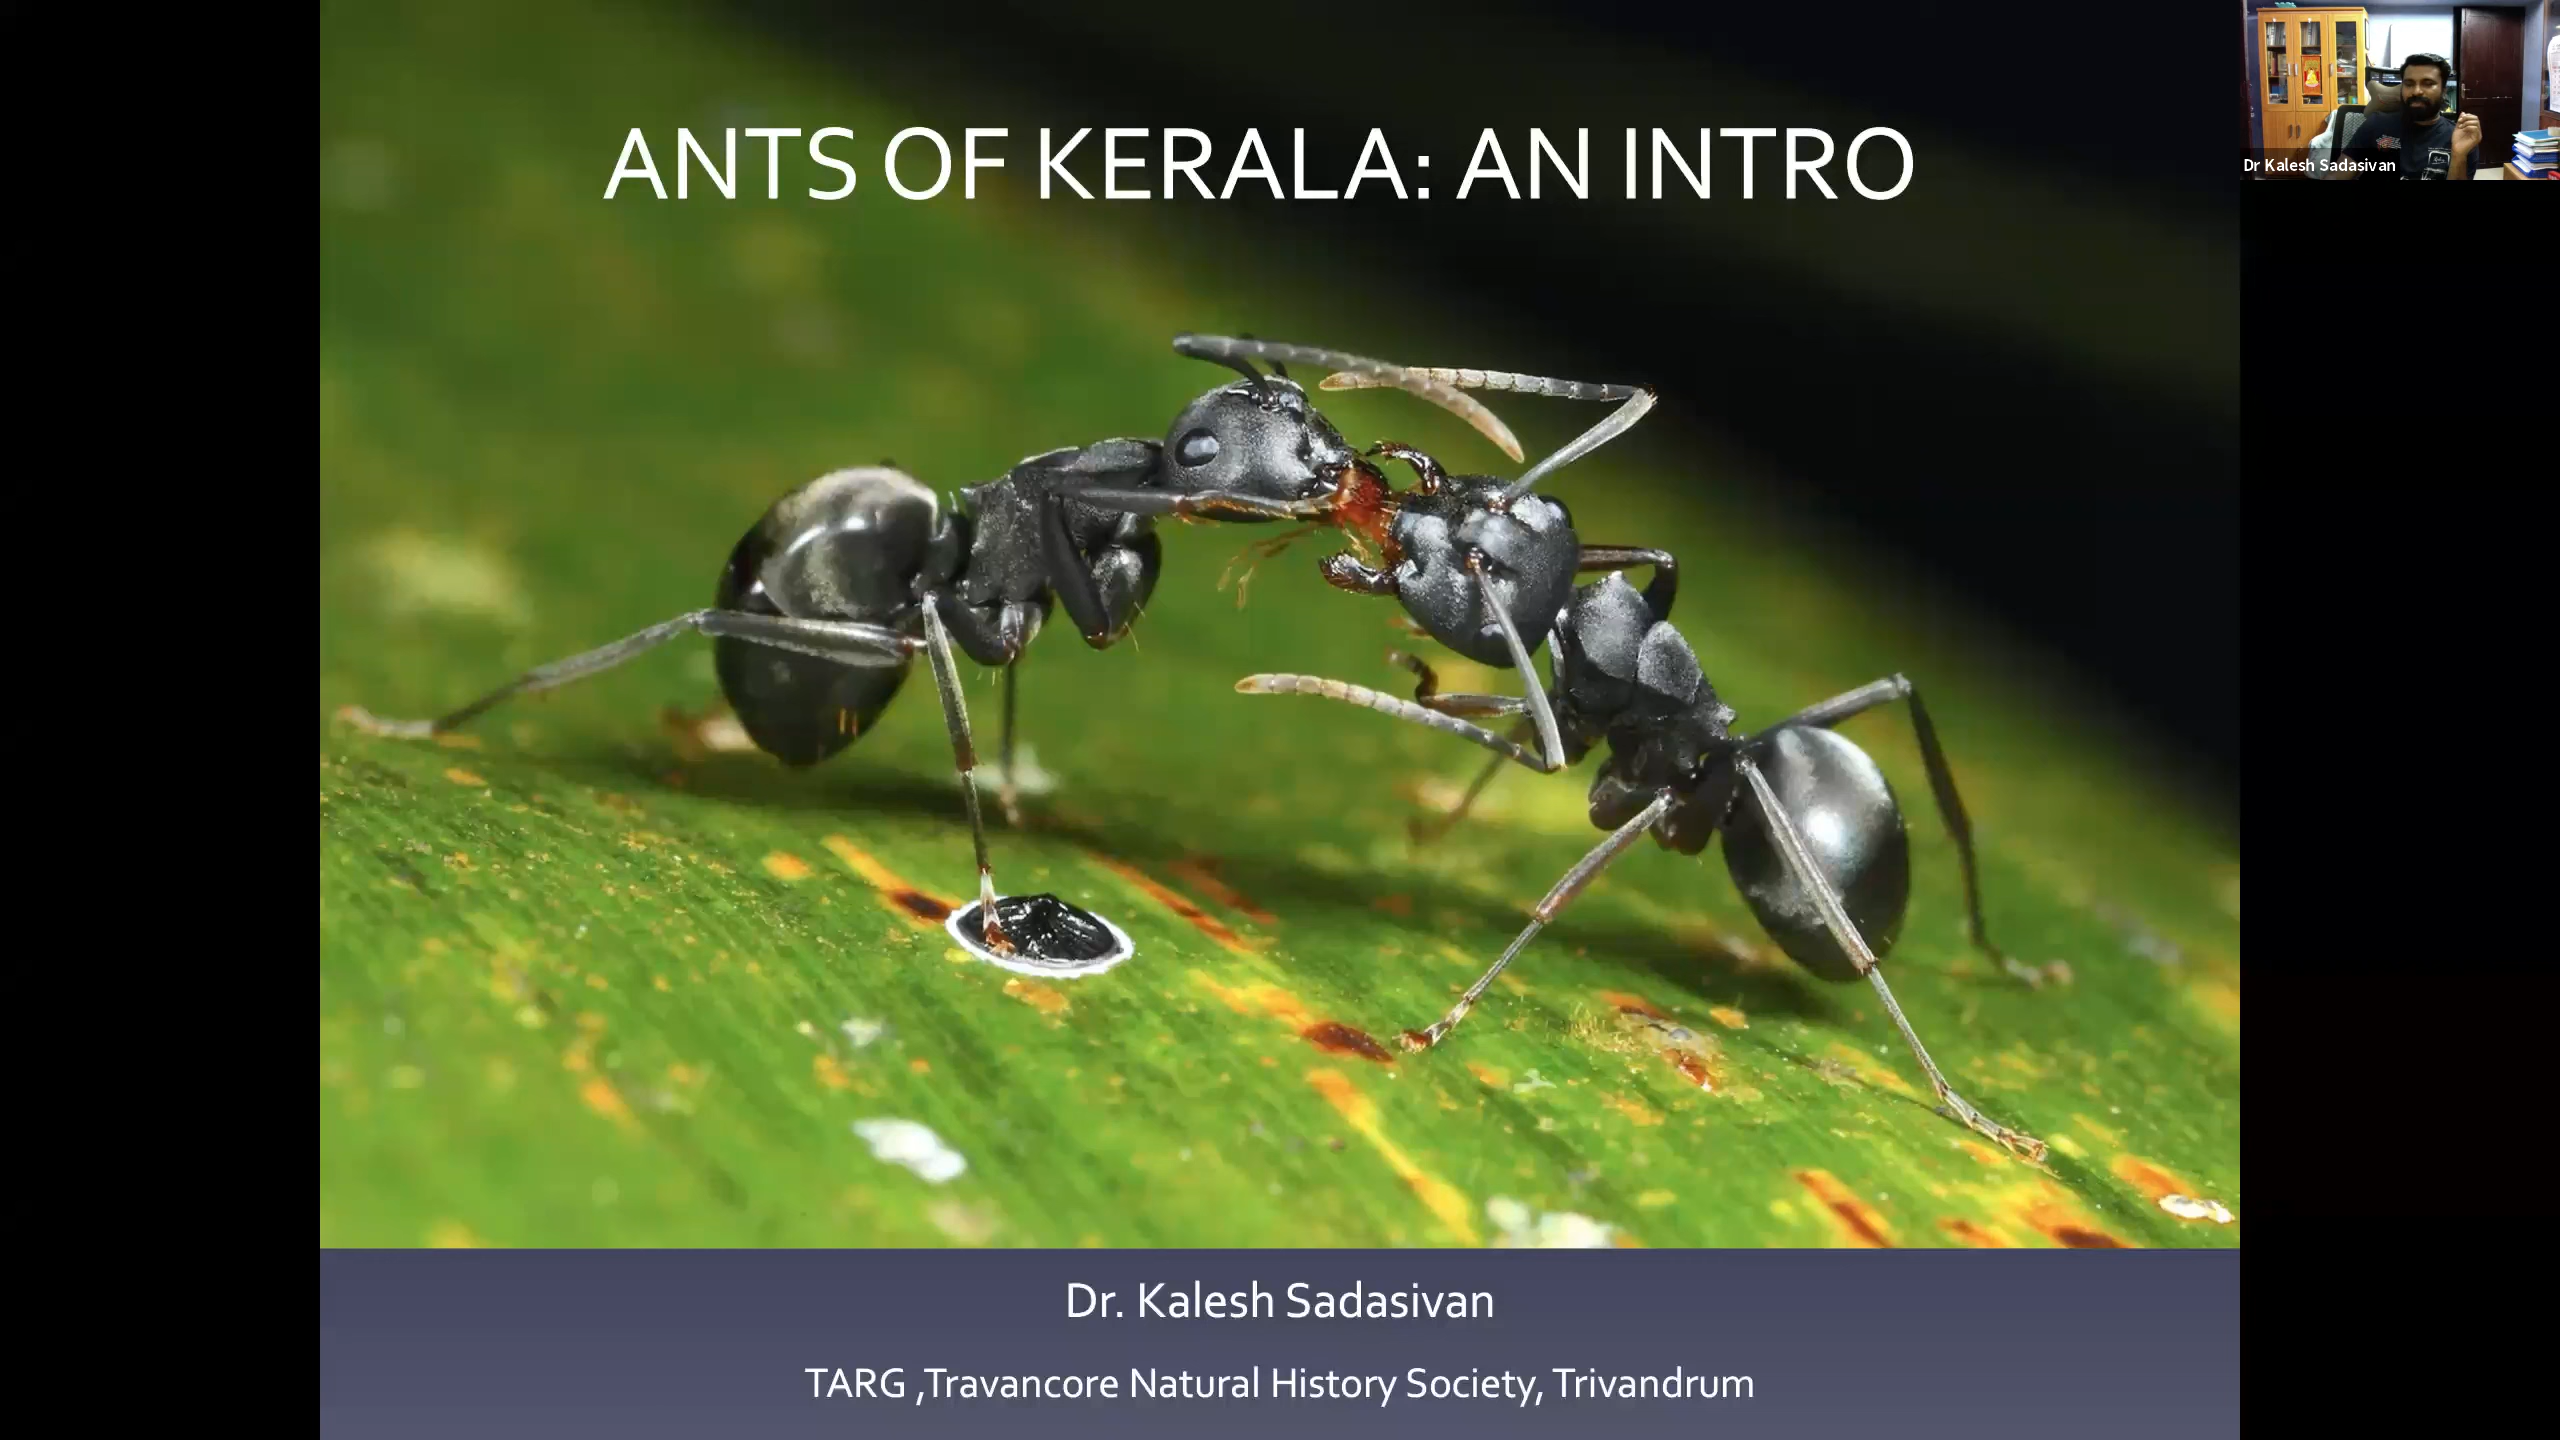 ANTS OF KERALA: AN INTRO
Dr Kalesh Sadasivan
Dr. Kalesh Sadasivan
TARG ,Travancore Natural History Society, Trivandrum